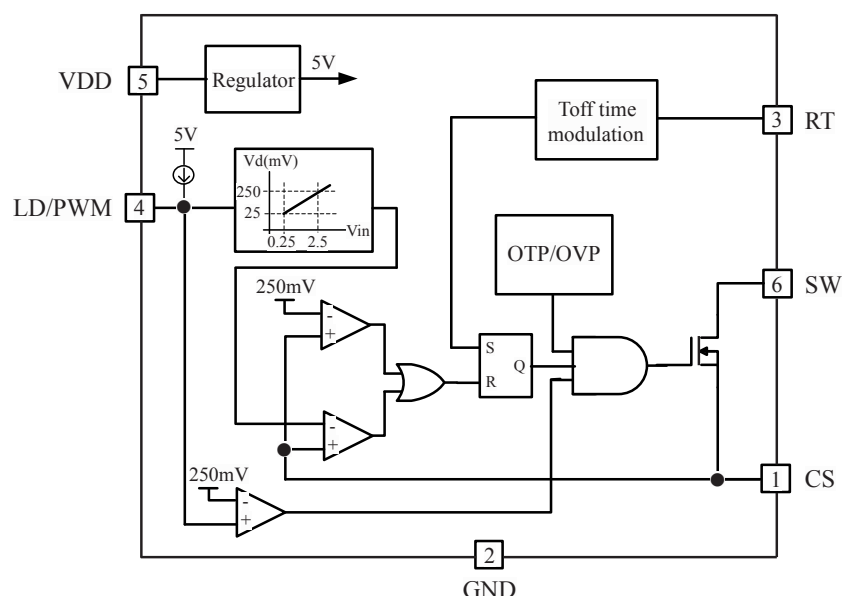 VDD
5
Regulator
5V
Toff time
modulation
3
RT
5V
LD/PWM
4
Vd(mV)
250
25
Vin
0.25
2.5
OTP/OVP
6
SW
250mV
-
+
S
Q
R
-
+
250mV
-
+
1
CS
2
GND